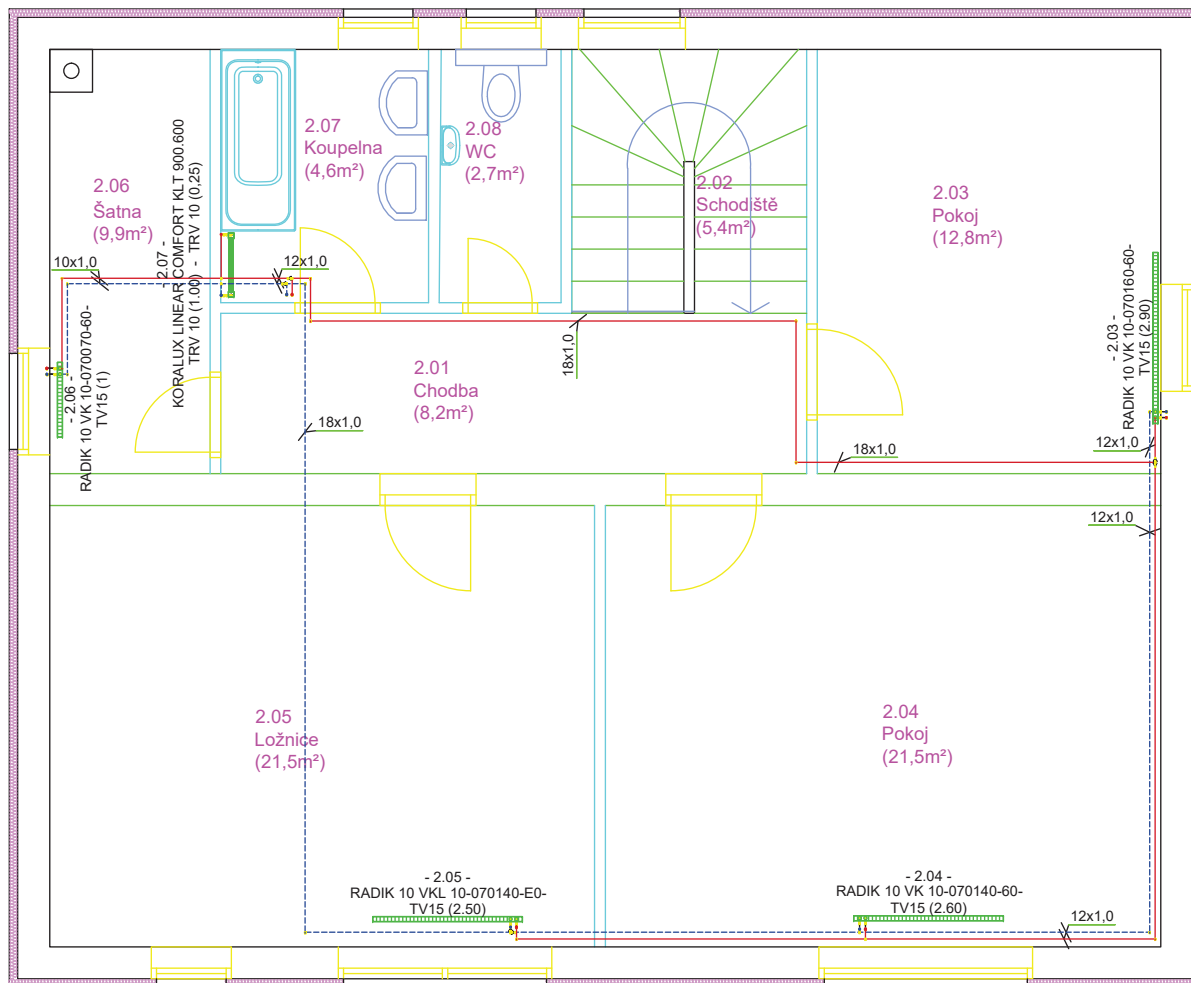 2.07
Koupelna
(4,6m²)
2.08
WC
(2,7m²)
2.02
Schodiště
(5,4m²)
2.03
Pokoj
(12,8m²)
2.06
Šatna
(9,9m²)
- 2.07 -
KORALUX LINEAR COMFORT KLT 900.600
TRV 10 (1.00) - TRV 10 (0,25)
10x1,0
12x1,0
- 2.06 -
RADIK 10 VK 10-070070-60-
TV15 (1)
2.01
Chodba
(8,2m²)
18x1,0
18x1,0
18x1,0
- 2.03 -
RADIK 10 VK 10-070160-60-
TV15 (2.90)
12x1,0
12x1,0
2.05
Ložnice
(21,5m²)
2.04
Pokoj
(21,5m²)
- 2.05 -
RADIK 10 VKL 10-070140-E0-
TV15 (2.50)
- 2.04 -
RADIK 10 VK 10-070140-60-
TV15 (2.60)
12x1,0